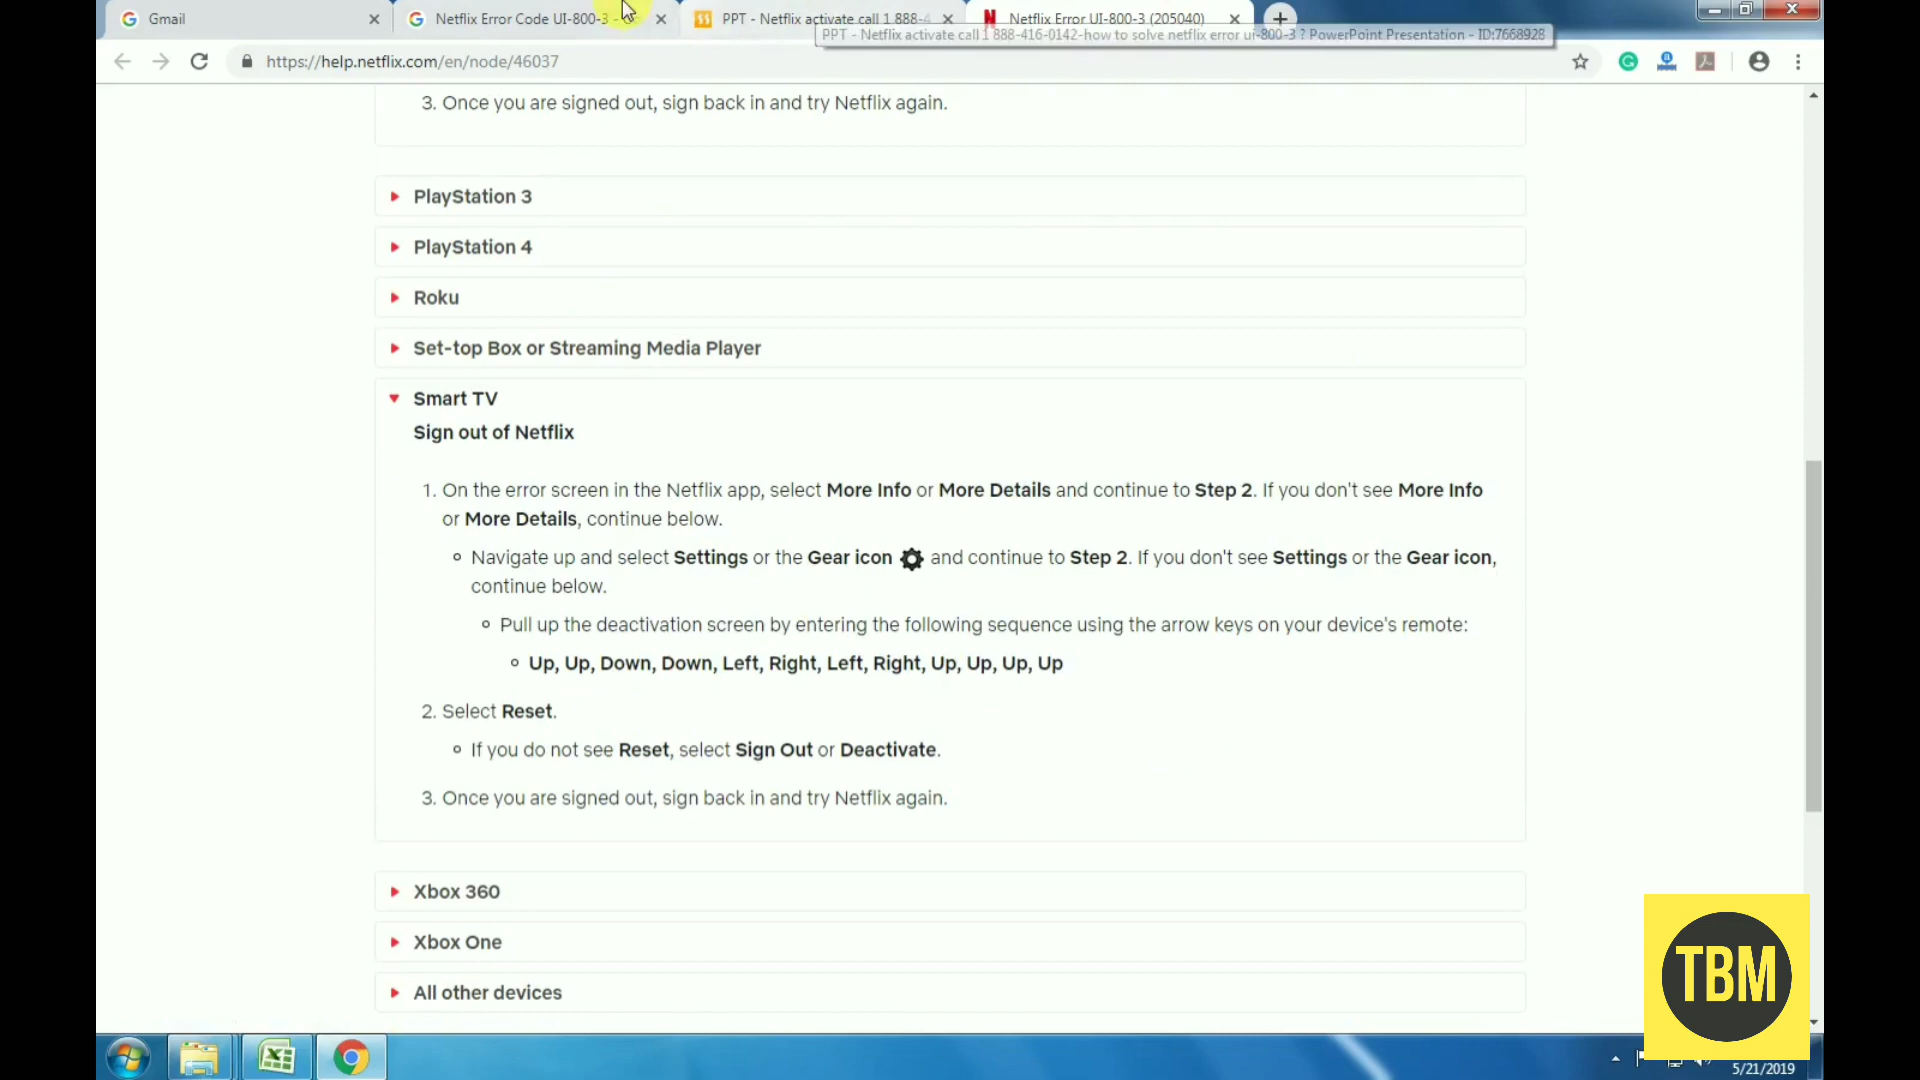 Gmail
Netflix Error Code UI-800-3 -
PPT - Netflix activate call 1 888-4
Netflix Error UI-800-3 (205040)
PPT - Netflix activate call 1 888-416-0142-how to solve netflix error ui-800-3 ? PowerPoint Presentation - ID:7668928
https://help.netflix.com/en/node/46037
3. Once you are signed out, sign back in and try Netflix again.
PlayStation 3
PlayStation 4
Roku
Set-top Box or Streaming Media Player
Smart TV
Sign out of Netflix
1. On the error screen in the Netflix app, select More Info or More Details and continue to Step 2. If you don't see More Info
or More Details, continue below.
Navigate up and select Settings or the Gear icon and continue to Step 2. If you don't see Settings or the Gear icon,
continue below.
Pull up the deactivation screen by entering the following sequence using the arrow keys on your device's remote:
Up, Up, Down, Down, Left, Right, Left, Right, Up, Up, Up, Up
2. Select Reset.
If you do not see Reset, select Sign Out or Deactivate.
3. Once you are signed out, sign back in and try Netflix again.
Xbox 360
Xbox One
All other devices
TBM
5/21/2019